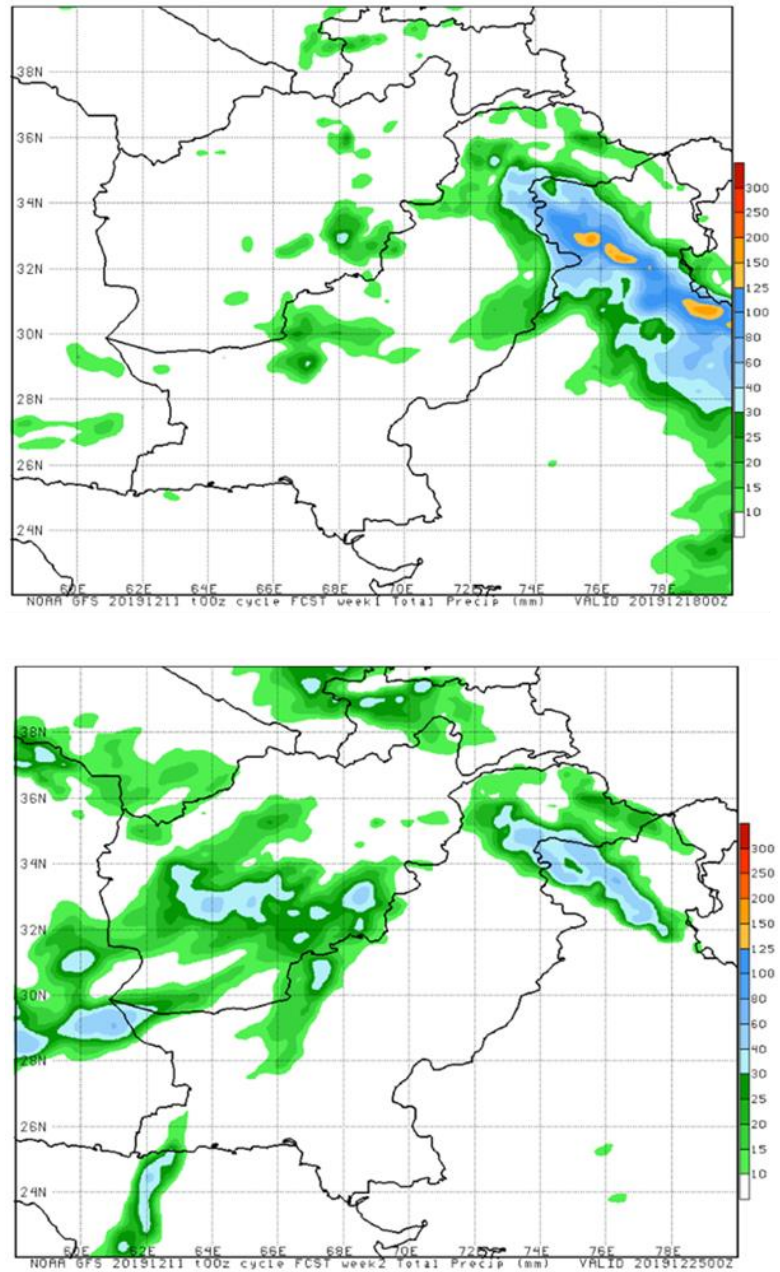 38N
36N
34N
32N
30N
28N
26N
24N
60E 62E 64E 66E 68E 70E 72E 74E 76E 78E
300
250
200
150
125
100
80
60
40
30
25
20
15
10
NOAA GFS 20191211 t00z cycle FCST week1 Total Precip (mm) VALID 2019121800Z
38N
36N
34N
32N
30N
28N
26N
24N
60E 62E 64E 66E 68E 70E 72E 74E 76E 78E
300
250
200
150
125
100
80
60
40
30
25
20
15
10
NOAA GFS 20191211 t00z cycle FCST week2 Total Precip (mm) VALID 2019122500Z